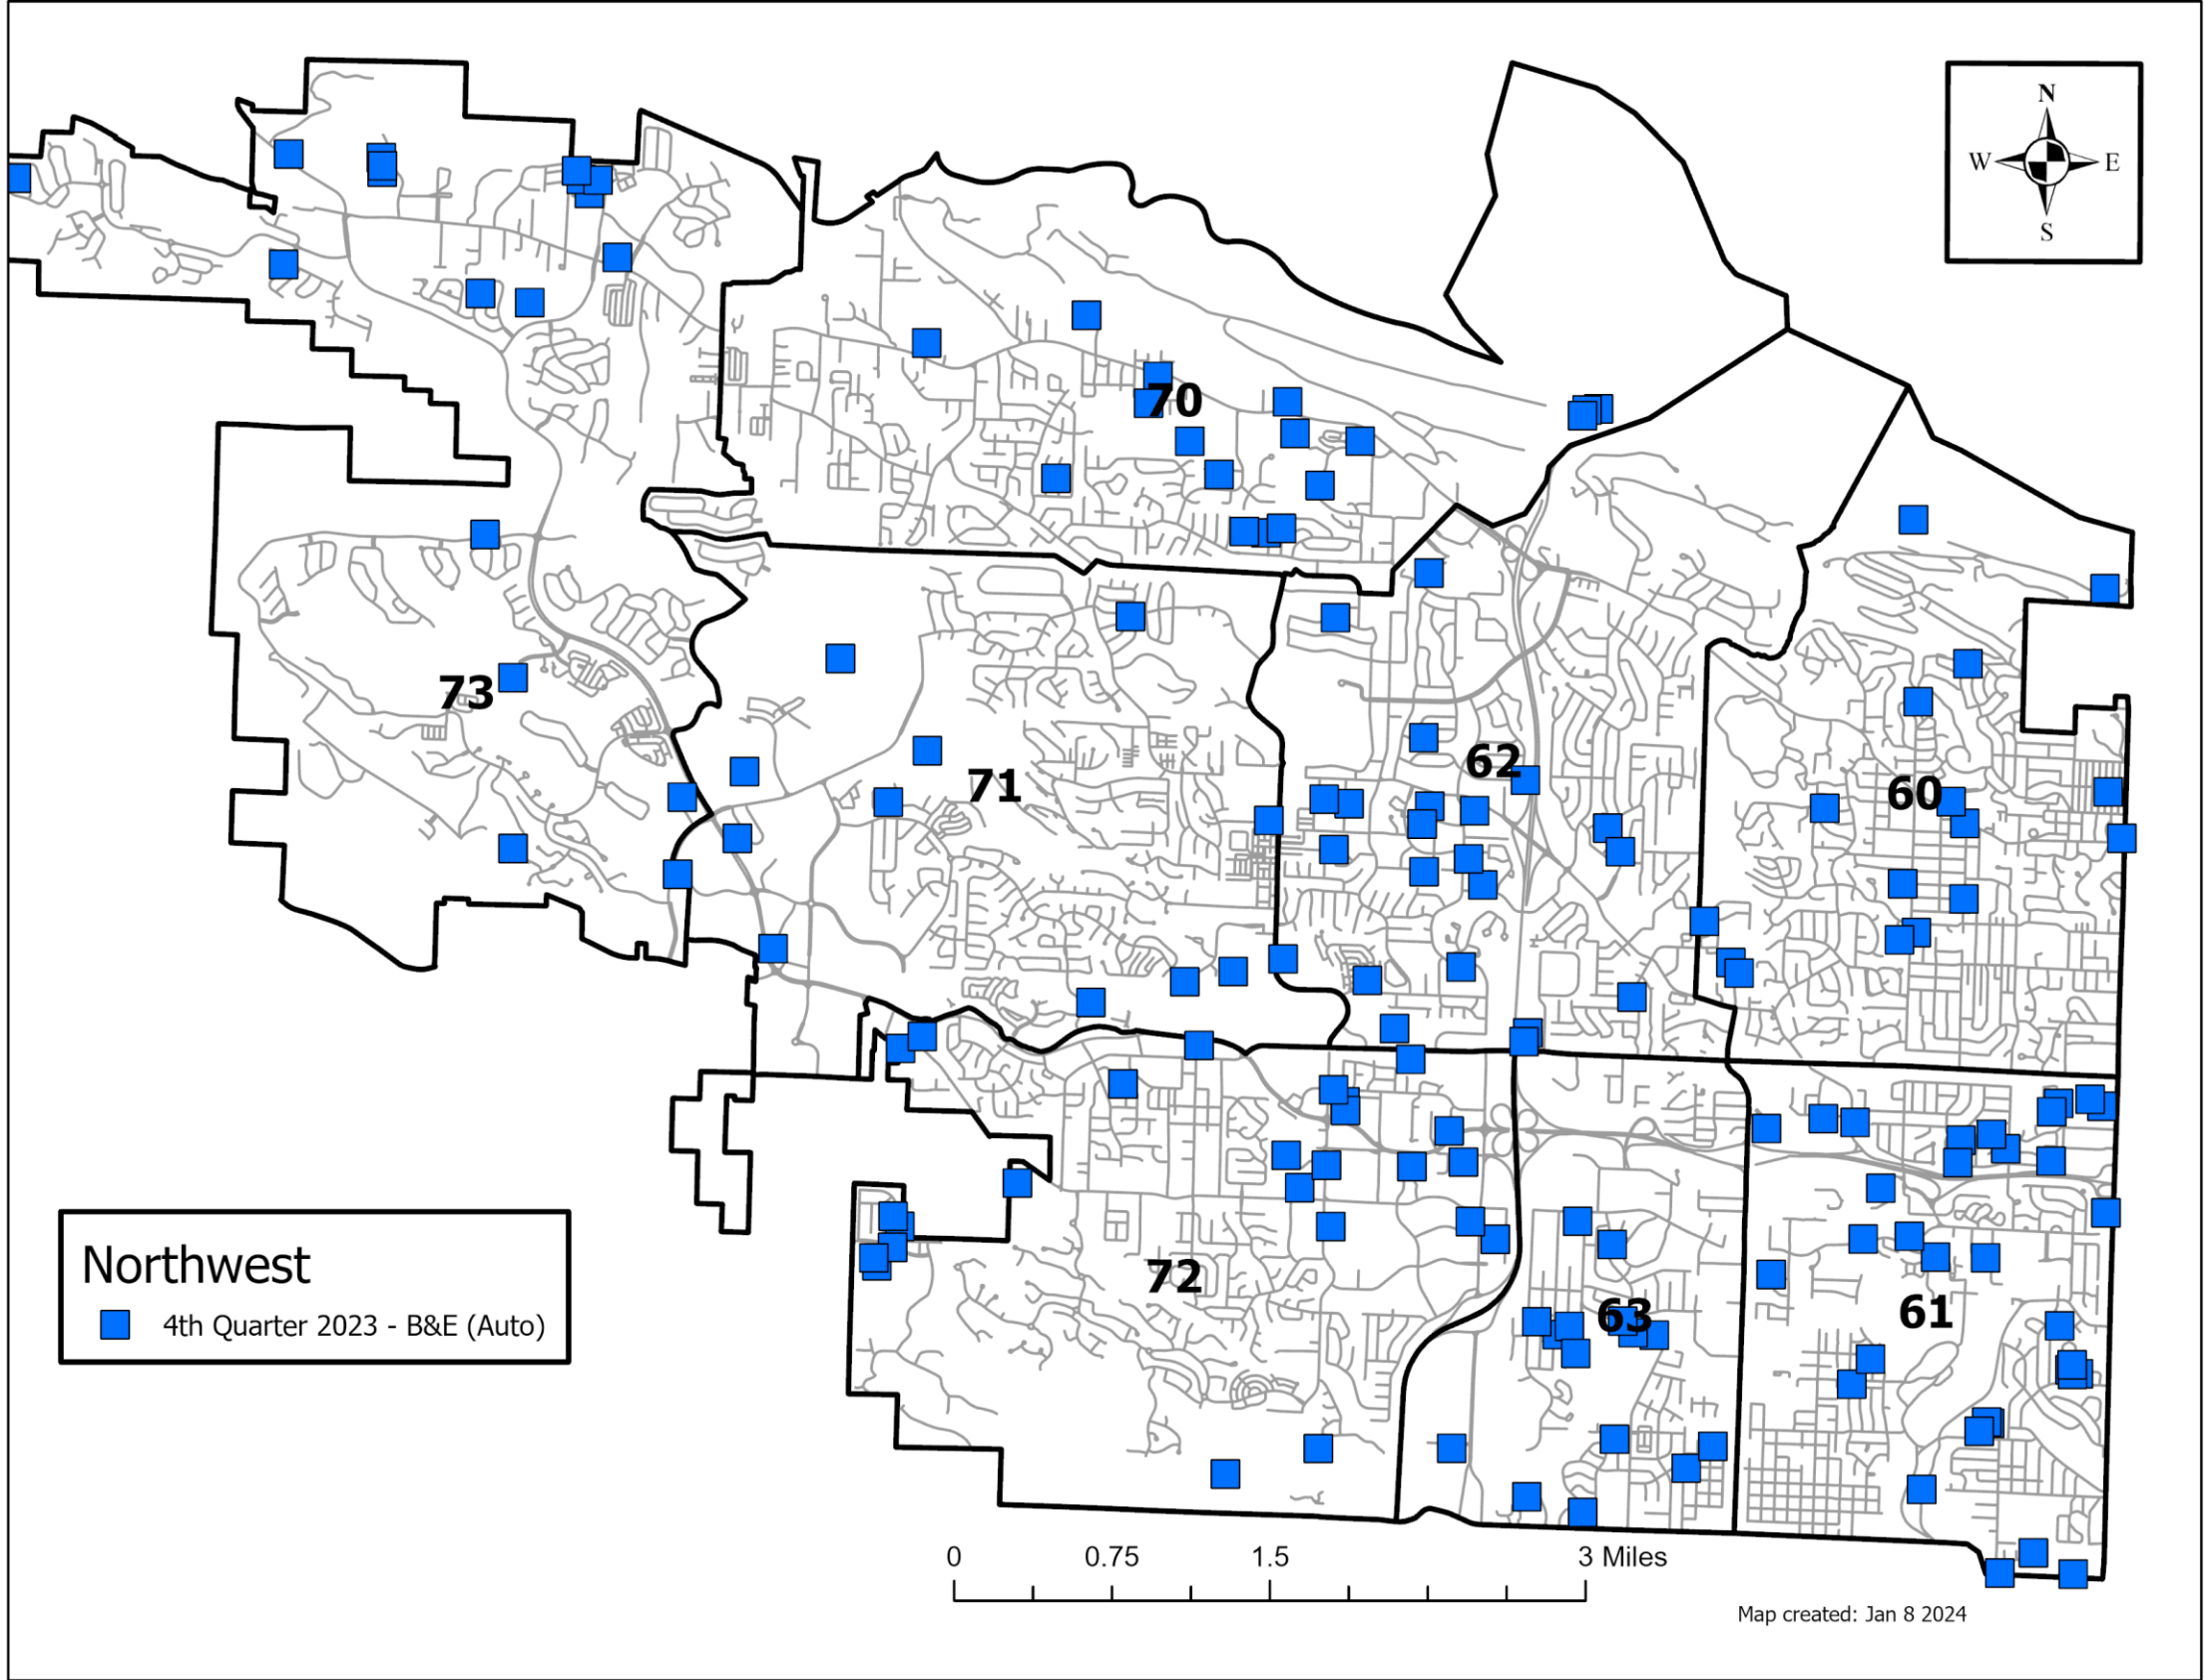 N
W E
S
70
73
62
71
60
72
63
61
Northwest
4th Quarter 2023 - B&E (Auto)
0 0.75 1.5 3 Miles
Map created: Jan 8 2024